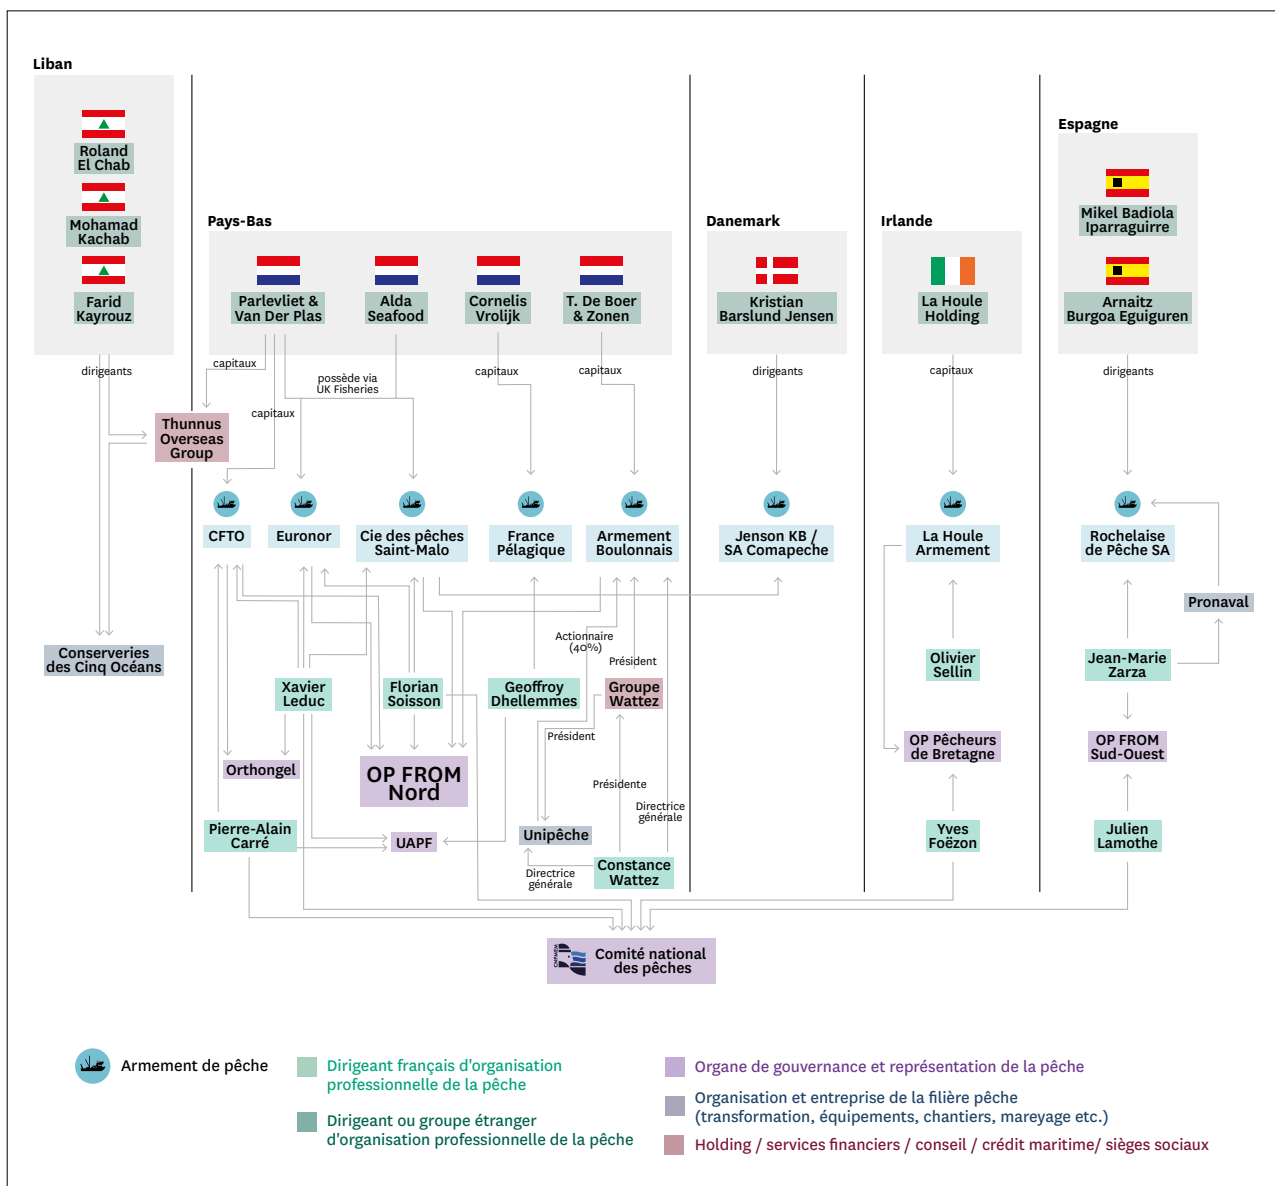 Liban
Roland
El Chab
Mohamad
Kachab
Farid
Kayrouz
dirigeants
Pays-Bas
Parlevliet &
Van Der Plas
Alda
Seafood
Cornelis
Vrolijk
T. De Boer
& Zonen
capitaux
possède via
UK Fisheries
capitaux
capitaux
capitaux
Danemark
Kristian
Barslund Jensen
dirigeants
Irlande
La Houle
Holding
capitaux
Espagne
Mikel Badiola
Iparraguirre
Arnaitz
Burgoa Eguiguren
dirigeants
Thunnus
Overseas
Group
CFTO
Euronor
Cie des pêches
Saint-Malo
France
Pélagique
Armement
Boulonnais
Jenson KB /
SA Comapeche
La Houle
Armement
Rochelaise
de Pêche SA
Pronaval
Conserveries
des Cinq Océans
Actionnaire
(40%)
Président
Xavier
Leduc
Florian
Soisson
Geoffroy
Dhellemmes
Groupe
Wattez
Olivier
Sellin
Jean-Marie
Zarza
Président
Orthongel
OP FROM
Nord
Présidente
OP Pêcheurs
de Bretagne
OP FROM
Sud-Ouest
Directrice
générale
Pierre-Alain
Carré
UAPF
Unipêche
Yves
Foëzon
Julien
Lamothe
Directrice
générale
Constance
Wattez
CNPMEM
Comité national
des pêches
Armement de pêche
Dirigeant français d'organisation
professionnelle de la pêche
Dirigeant ou groupe étranger
d'organisation professionnelle de la pêche
Organe de gouvernance et représentation de la pêche
Organisation et entreprise de la filière pêche
(transformation, équipements, chantiers, mareyage etc.)
Holding / services financiers / conseil / crédit maritime/ sièges sociaux